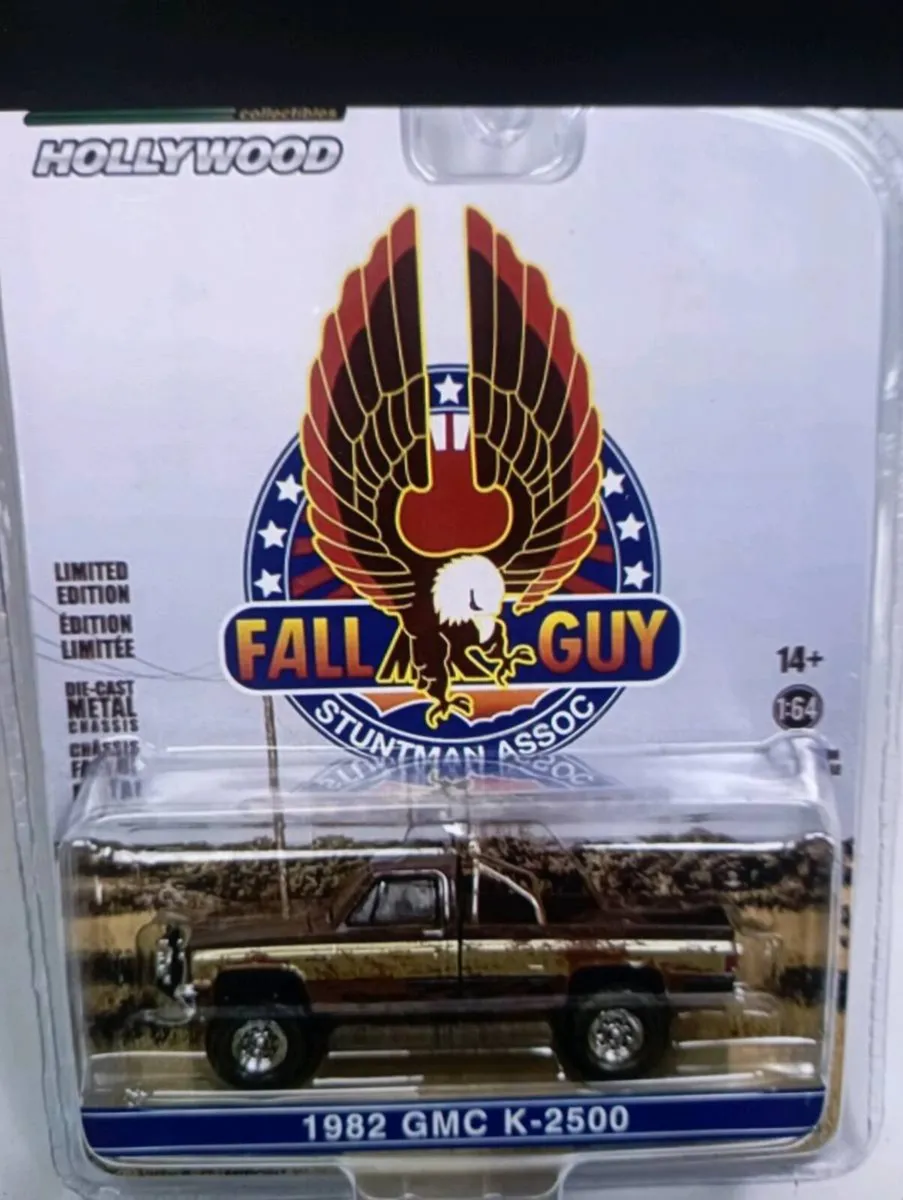 collectibles
HOLLYWOOD
LIMITED
EDITION
ÉDITION
LIMITÉE
DIE-CAST
METAL
CHASSIS
CHÂSSIS
FALL GUY
STUNTMAN ASSOC
14+
1:64
1982 GMC K-2500